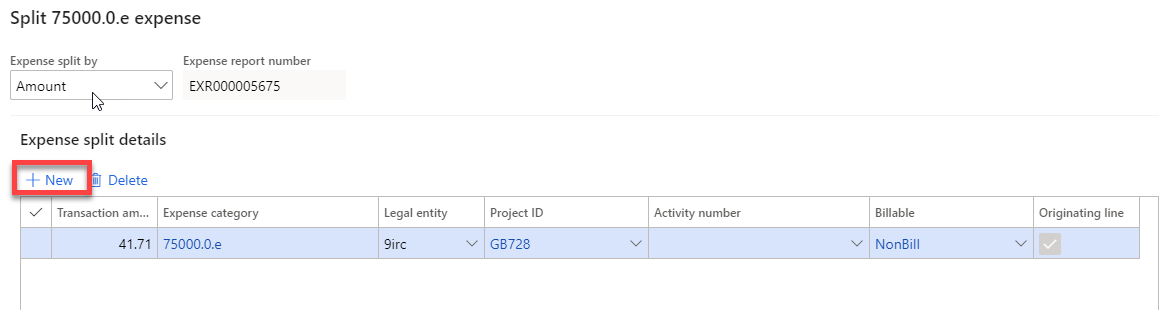 Split 75000.0.e expense
Expense split by Expense report number
Amount EXR000005675
Expense split details
New Delete
Transaction am... Expense category Legal entity Project ID Activity number Billable Originating line
41.71 75000.0.e 9irc GB728 NonBill